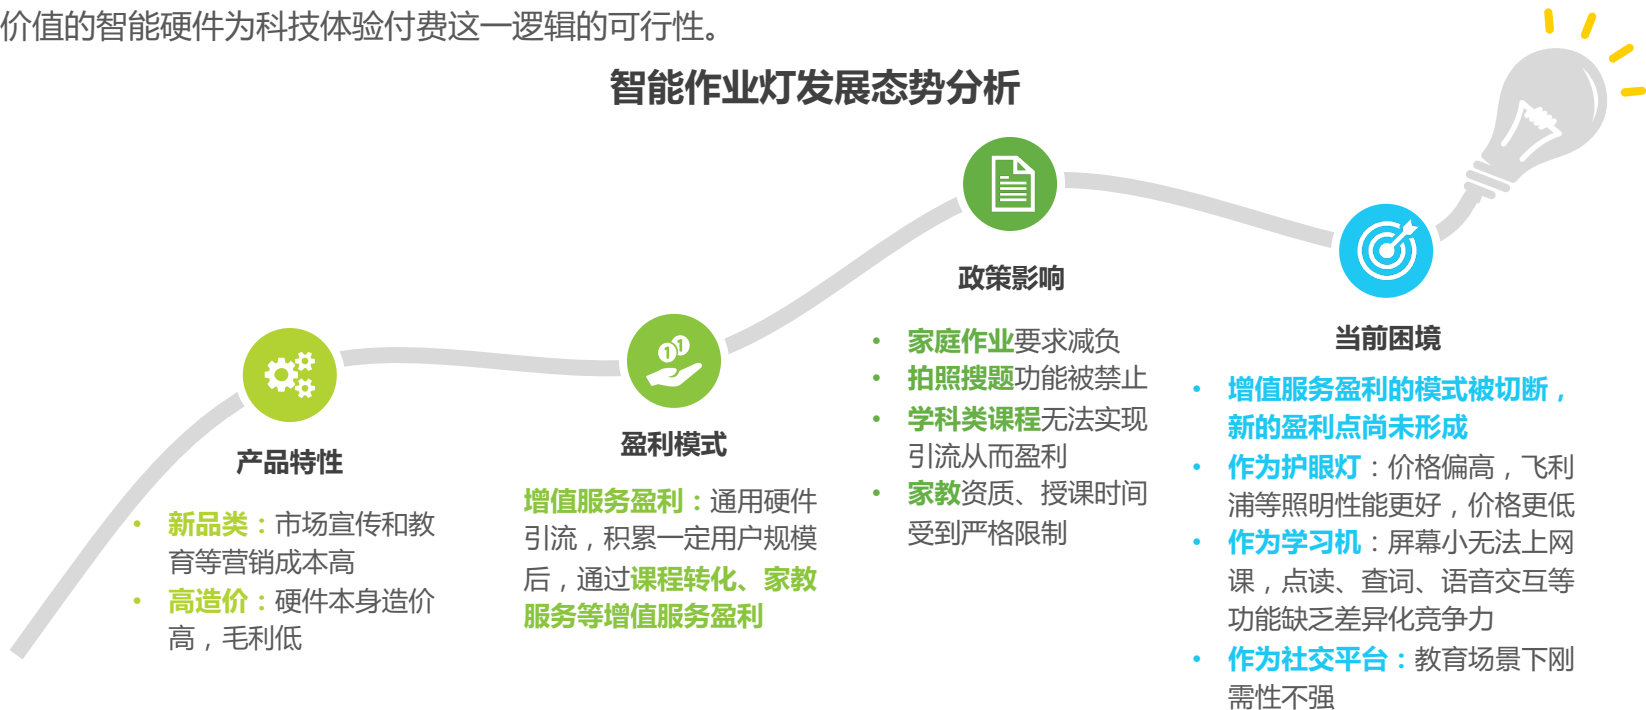 价值的智能硬件为科技体验付费这一逻辑的可行性。
智能作业灯发展态势分析
产品特性
• 新品类：市场宣传和教
育等营销成本高
• 高造价：硬件本身造价
高，毛利低
盈利模式
增值服务盈利：通用硬件
引流，积累一定用户规模
后，通过课程转化、家教
服务等增值服务盈利
政策影响
• 家庭作业要求减负
• 拍照搜题功能被禁止
• 学科类课程无法实现
引流从而盈利
• 家教资质、授课时间
受到严格限制
当前困境
• 增值服务盈利的模式被切断，
新的盈利点尚未形成
• 作为护眼灯：价格偏高，飞利
浦等照明性能更好，价格更低
• 作为学习机：屏幕小无法上网
课，点读、查词、语音交互等
功能缺乏差异化竞争力
• 作为社交平台：教育场景下刚
需性不强